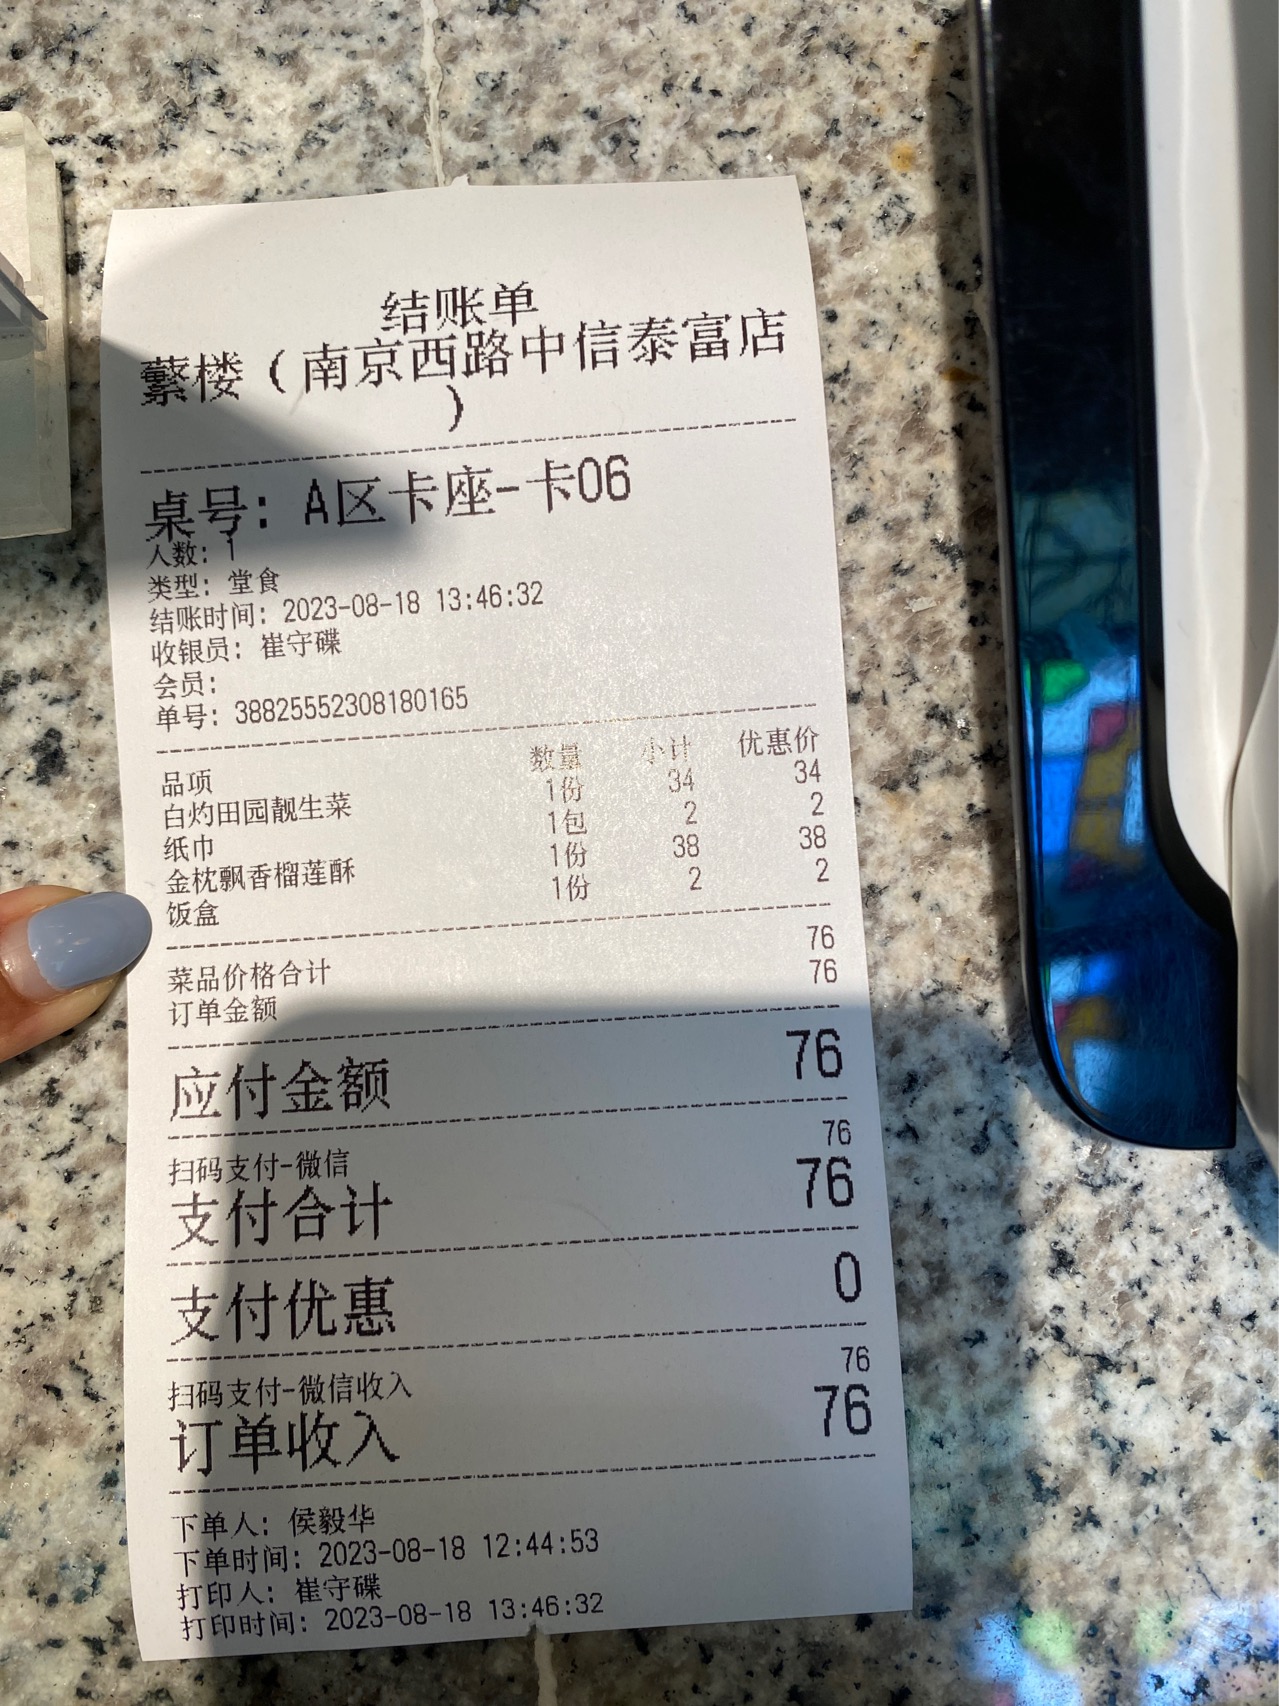 结账单
蘩楼（南京西路中信泰富店
）
桌号：A区卡座-卡06
人数：1
类型：堂食
结账时间：2023-08-18 13:46:32
收银员：崔守碟
会员：
单号：38825552308180165
品项 数量 小计 优惠价
白灼田园靓生菜 1份 34 34
纸巾 1包 2 2
金枕飘香榴莲酥 1份 38 38
饭盒 1份 2 2
菜品价格合计 76
订单金额 76
应付金额 76
扫码支付-微信 76
支付合计 76
支付优惠 0
扫码支付-微信收入 76
订单收入 76
下单人：侯毅华
下单时间：2023-08-18 12:44:53
打印人：崔守碟
打印时间：2023-08-18 13:46:32